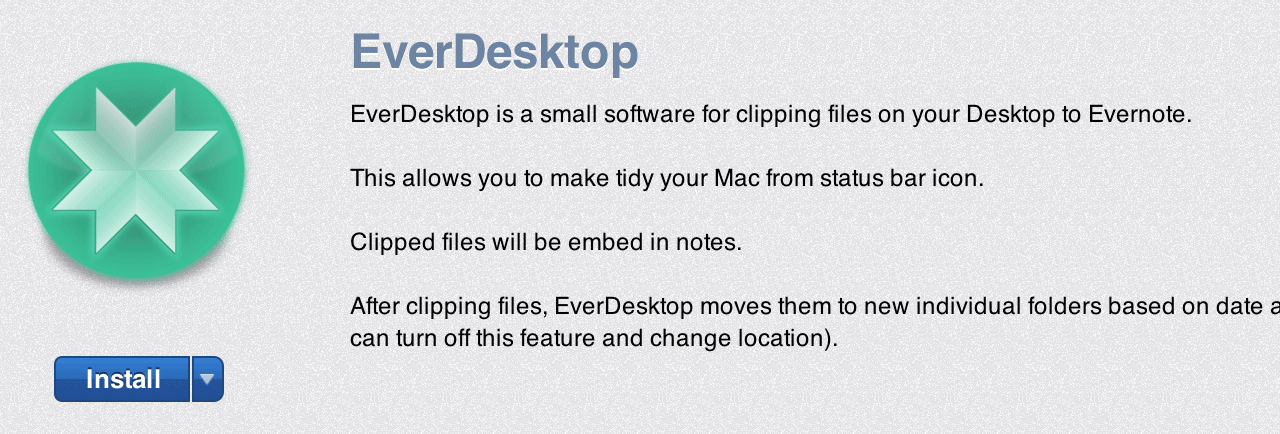 EverDesktop
EverDesktop is a small software for clipping files on your Desktop to Evernote.
This allows you to make tidy your Mac from status bar icon.
Clipped files will be embed in notes.
After clipping files, EverDesktop moves them to new individual folders based on date a
can turn off this feature and change location).
Install